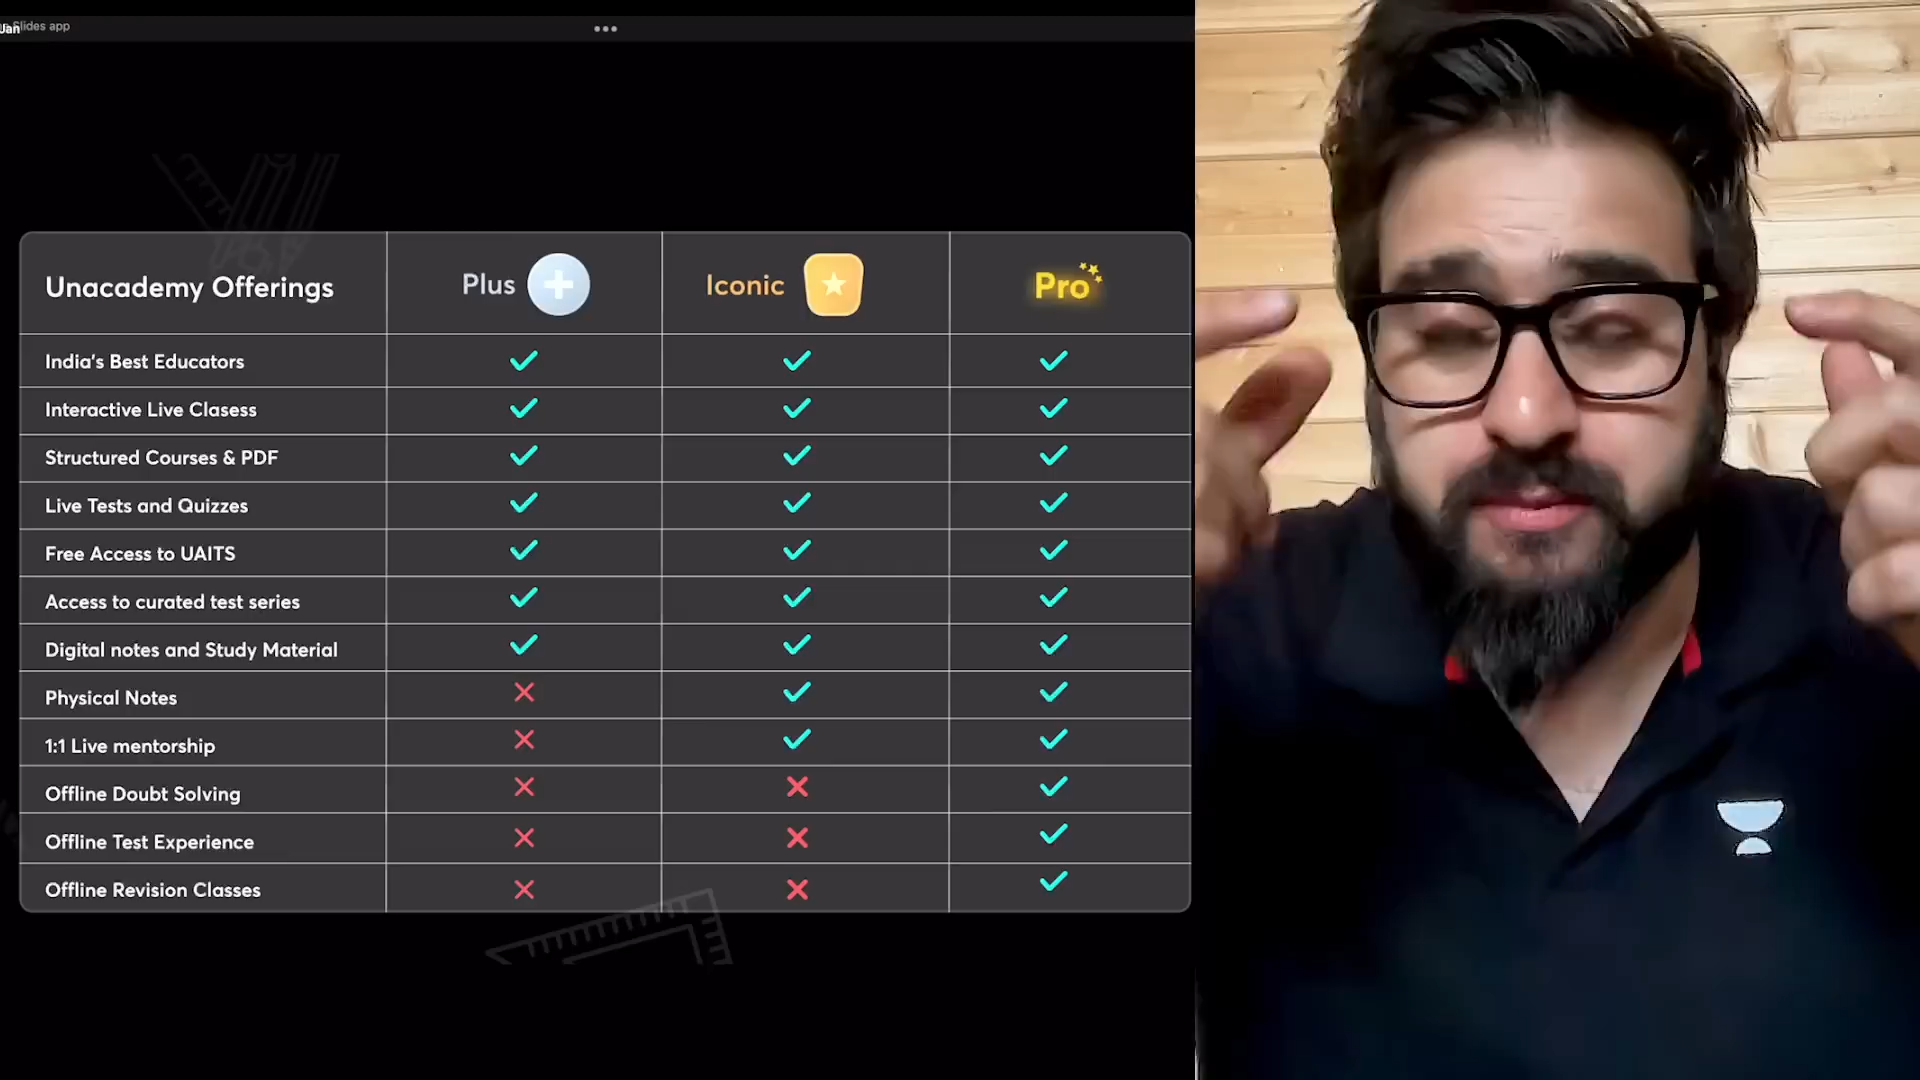 Slides app
Jan
Unacademy Offerings
Plus
Iconic
Pro
India's Best Educators
Interactive Live Clasess
Structured Courses & PDF
Live Tests and Quizzes
Free Access to UAITS
Access to curated test series
Digital notes and Study Material
Physical Notes
1:1 Live mentorship
Offline Doubt Solving
Offline Test Experience
Offline Revision Classes